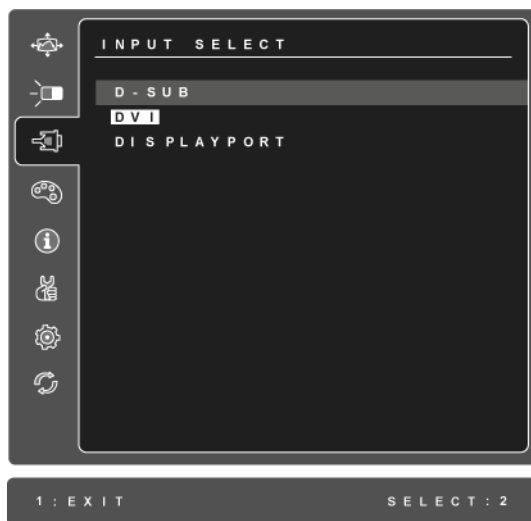 INPUT SELECT
D-SUB
DVI
DISPLAYPORT
1:EXIT SELECT:2